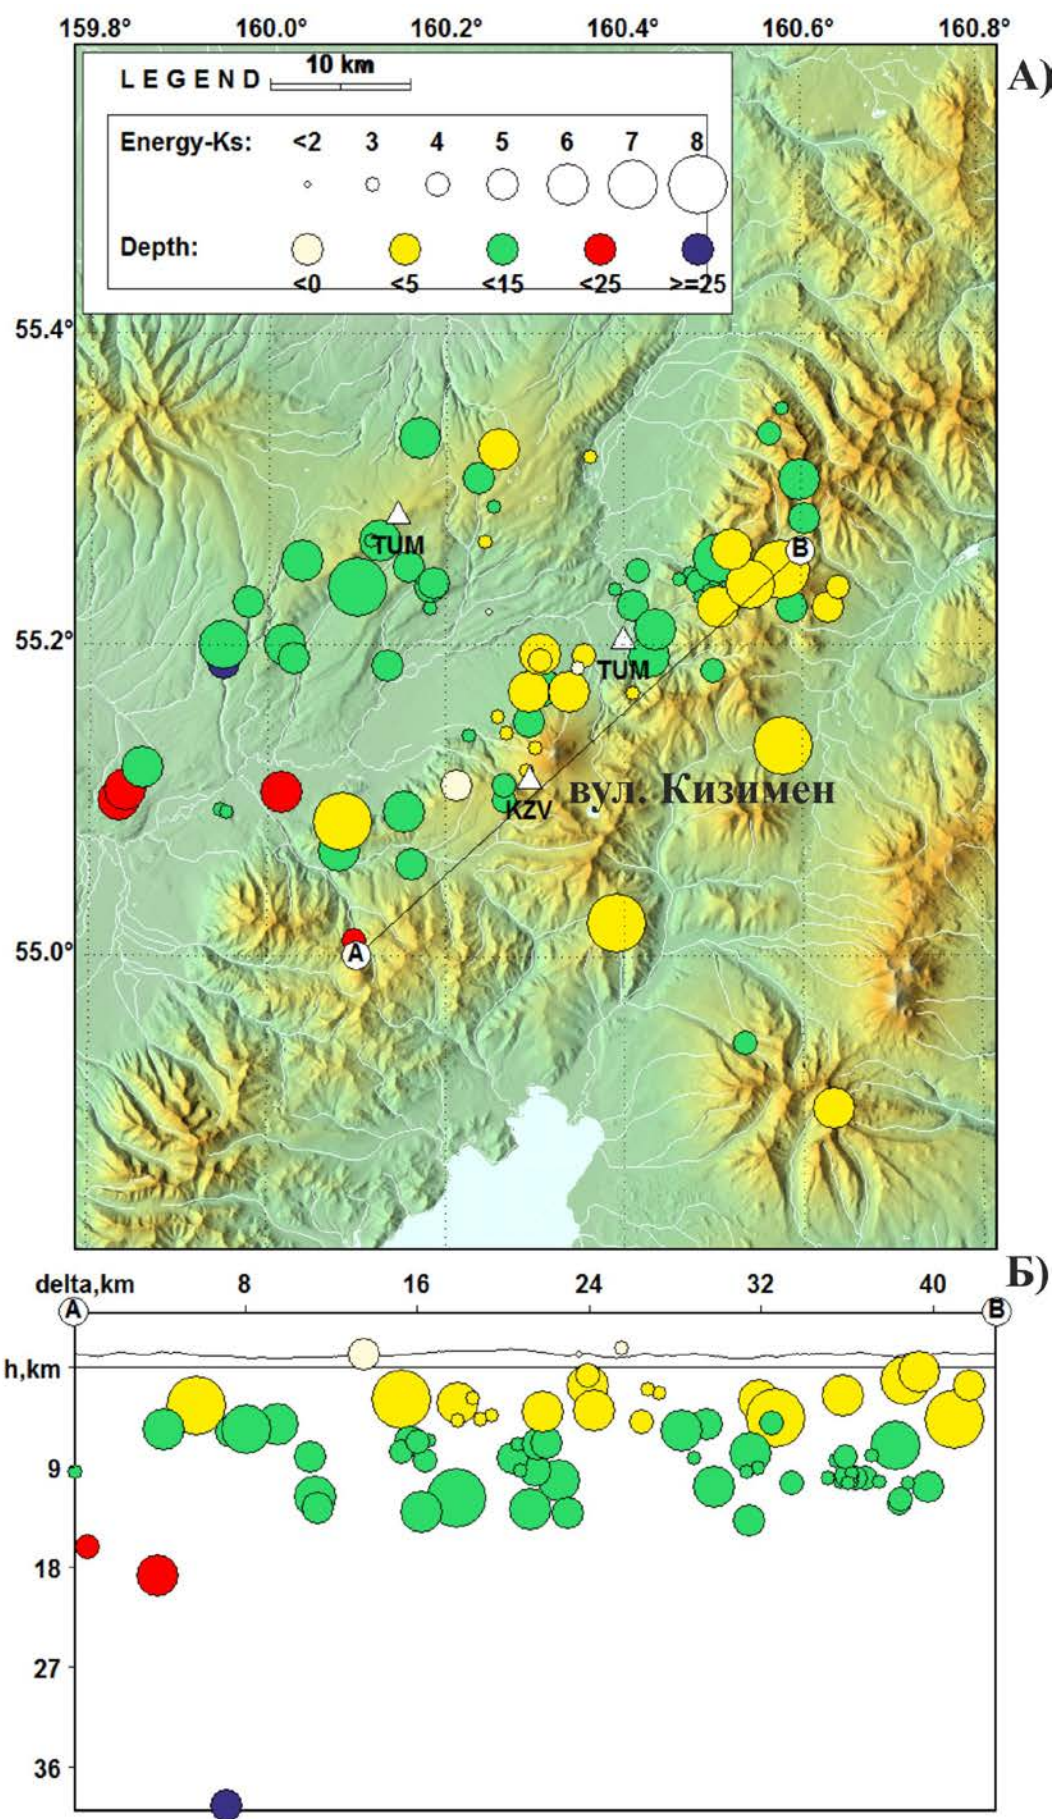 159.8° 160.0° 160.2° 160.4° 160.6° 160.8°
А)
LEGEND 10 km
Energy-Ks: <2 3 4 5 6 7 8
Depth:
<0 <5 <15 <25 >=25
55.4°
TUM
B
55.2°
TUM
KZV
вул. Кизимен
55.0°
A
Б)
delta,km 8 16 24 32 40
A B
h,km
9
18
27
36